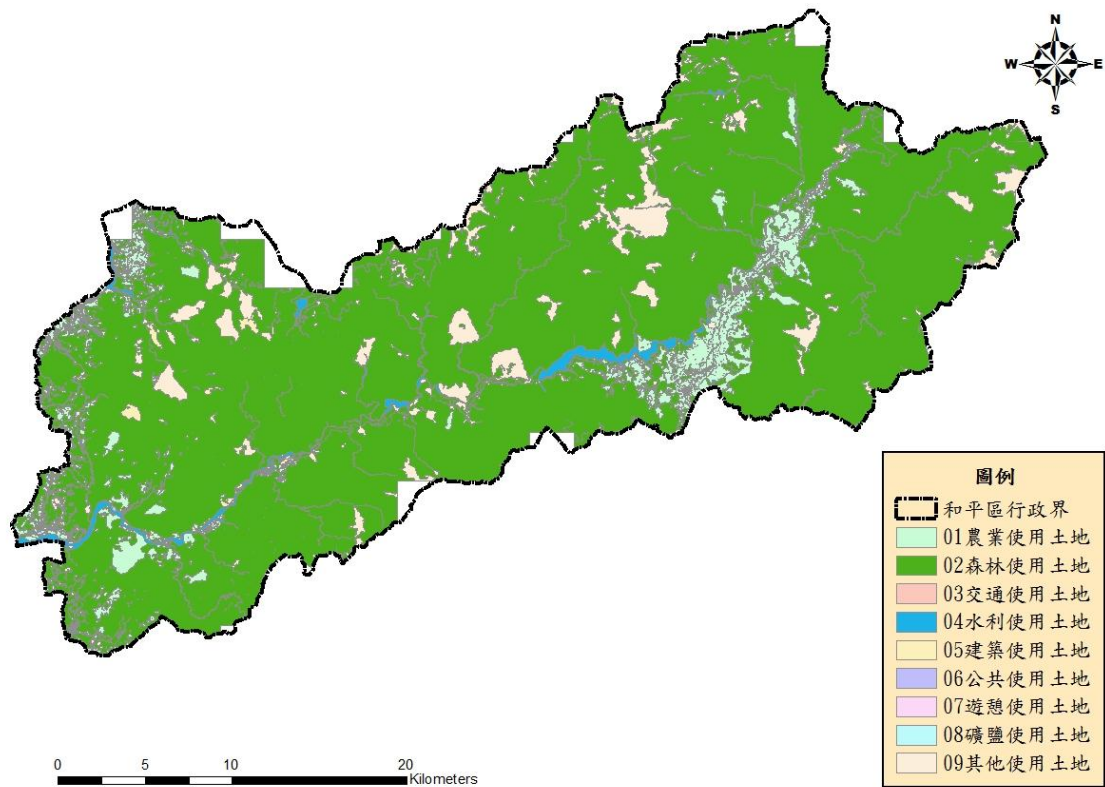 N
W E
S
圖例
和平區行政界
01農業使用土地
02森林使用土地
03交通使用土地
04水利使用土地
05建築使用土地
06公共使用土地
07遊憩使用土地
08礦鹽使用土地
09其他使用土地
0 5 10 20
Kilometers